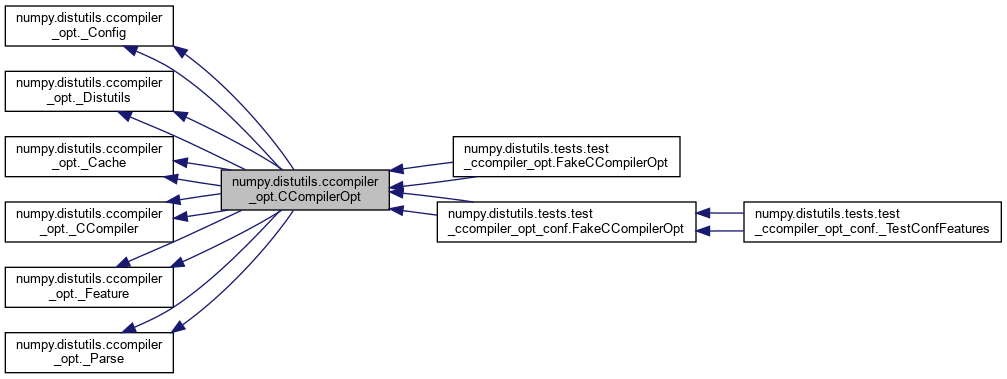 numpy.distutils.ccompiler
_opt._Config
numpy.distutils.ccompiler
_opt._Distutils
numpy.distutils.ccompiler
_opt._Cache
numpy.distutils.ccompiler
_opt._CCompiler
numpy.distutils.ccompiler
_opt._Feature
numpy.distutils.ccompiler
_opt._Parse
numpy.distutils.ccompiler
_opt.CCompilerOpt
numpy.distutils.tests.test
_ccompiler_opt.FakeCCompilerOpt
numpy.distutils.tests.test
_ccompiler_opt_conf.FakeCCompilerOpt
numpy.distutils.tests.test
_ccompiler_opt_conf._TestConfFeatures